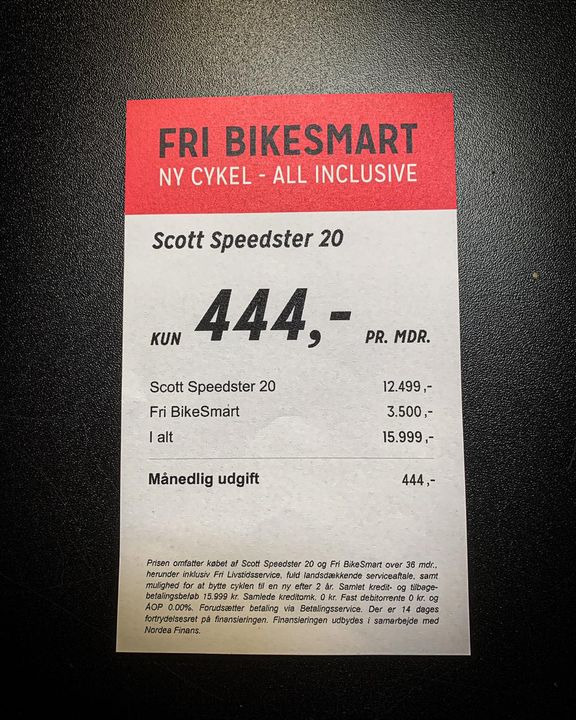 FRI BIKESMART
NY CYKEL - ALL INCLUSIVE
Scott Speedster 20
KUN 444,- PR. MDR.
Scott Speedster 20 12.499,-
Fri BikeSmart 3.500,-
I alt 15.999,-
Månedlig udgift 444,-
Prisen omfatter købet af Scott Speedster 20 og Fri BikeSmart over 36 mdr.,
herunder inklusiv Fri Livstidsservice, fuld landsdækkende serviceaftale, samt
mulighed for at bytte cyklen til en ny efter 2 år. Samlet kredit- og tilbage-
betalingsbeløb 15.999 kr. Samlede kreditomk. 0 kr. Fast debitorrente 0 kr. og
ÅOP 0.00%. Forudsætter betaling via Betalingsservice. Der er 14 dages
fortrydelsesret på finansieringen. Finansieringen udbydes i samarbejde med
Nordea Finans.